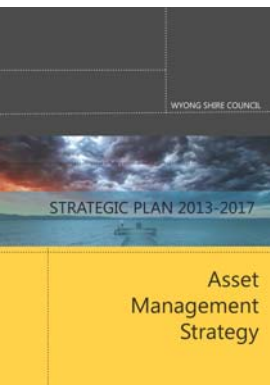 WYONG SHIRE COUNCIL
STRATEGIC PLAN 2013-2017
Asset
Management
Strategy